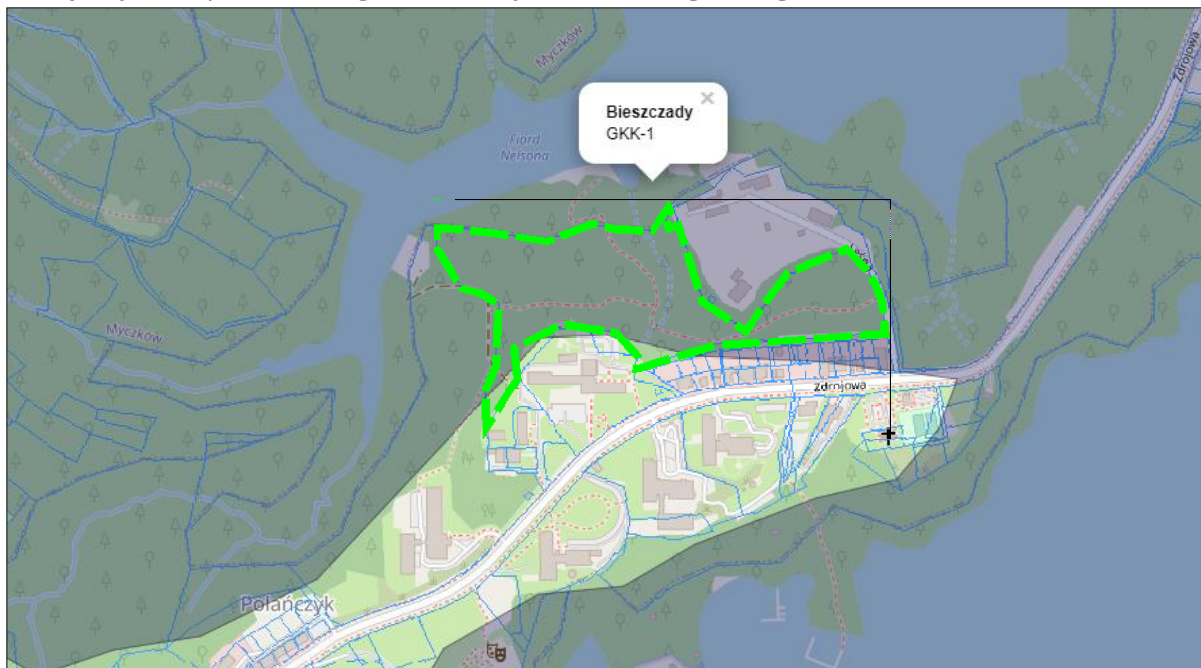 Myczków
Zdrojowa
Bieszczady ×
GKK-1
Fiord
Nelsona
Myczków
Zdrojowa
Polańczyk